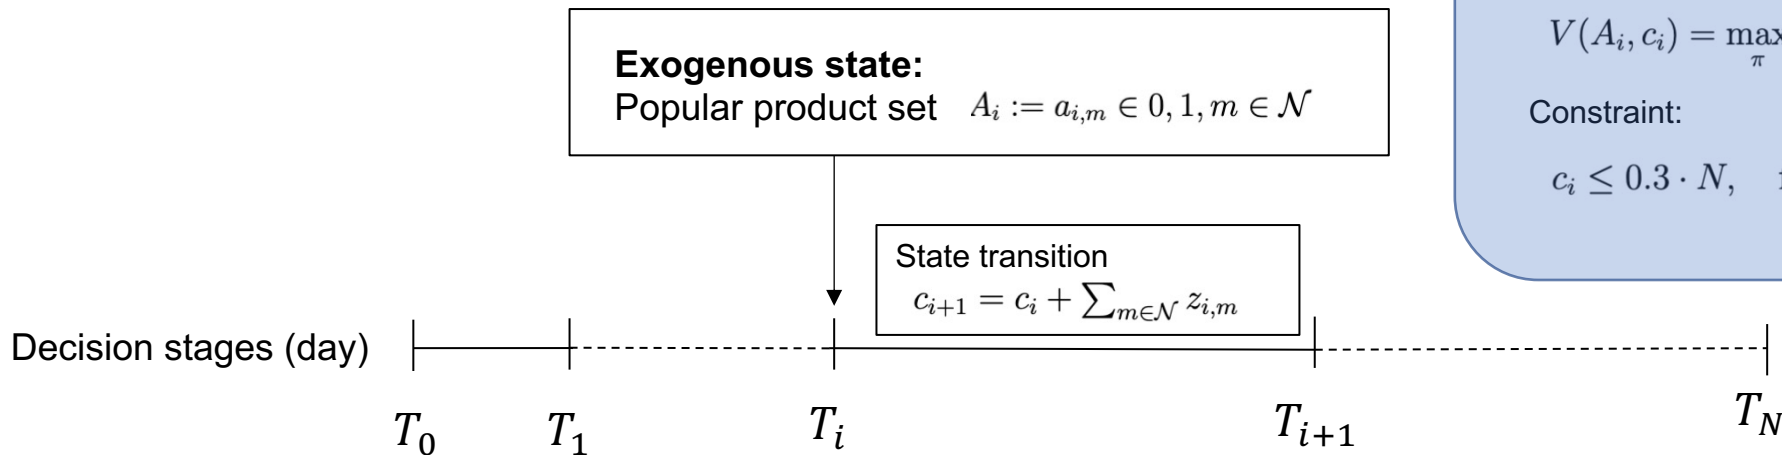 Exogenous state:
Popular product set A_i := a_{i,m} ∈ 0, 1, m ∈ 𝒩
V(A_i, c_i) = max_π
Constraint:
c_i ≤ 0.3 · N,
State transition
c_{i+1} = c_i + ∑_{m∈𝒩} z_{i,m}
Decision stages (day)
T_0 T_1 T_i T_{i+1} T_N